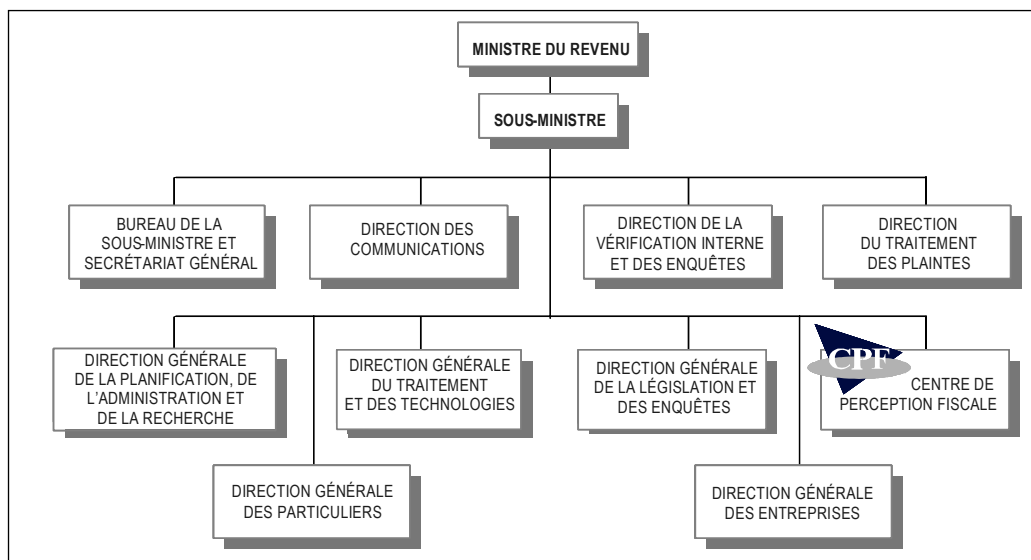 MINISTRE DU REVENU
SOUS-MINISTRE
BUREAU DE LA
SOUS-MINISTRE ET
SECRÉTARIAT GÉNÉRAL
DIRECTION DES
COMMUNICATIONS
DIRECTION DE LA
VÉRIFICATION INTERNE
ET DES ENQUÊTES
DIRECTION
DU TRAITEMENT
DES PLAINTES
DIRECTION GÉNÉRALE
DE LA PLANIFICATION, DE
L'ADMINISTRATION ET
DE LA RECHERCHE
DIRECTION GÉNÉRALE
DU TRAITEMENT
ET DES TECHNOLOGIES
DIRECTION GÉNÉRALE
DE LA LÉGISLATION ET
DES ENQUÊTES
CPF
CENTRE DE
PERCEPTION FISCALE
DIRECTION GÉNÉRALE
DES PARTICULIERS
DIRECTION GÉNÉRALE
DES ENTREPRISES